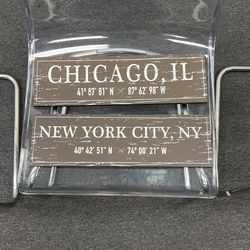 CHICAGO, IL
41° 87' 81" N 87° 62' 98" W
NEW YORK CITY, NY
40° 42' 51" N 74° 00' 21" W